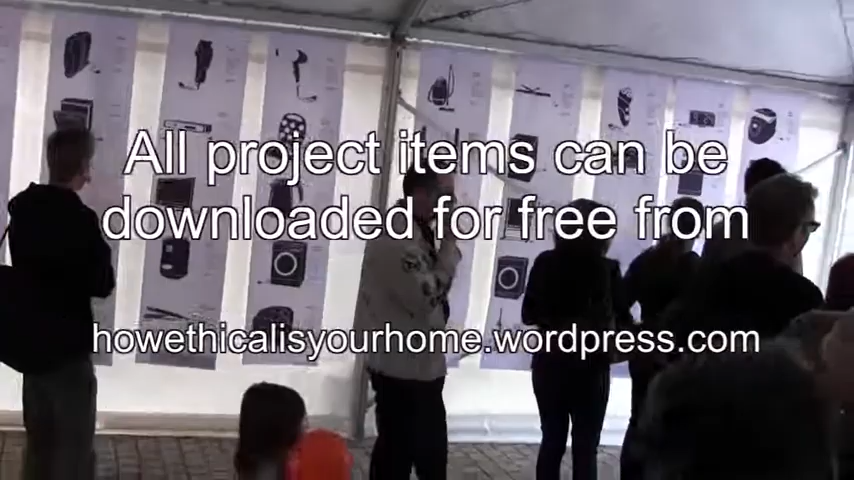 All project items can be
downloaded for free from
howethicalisyourhome.wordpress.com